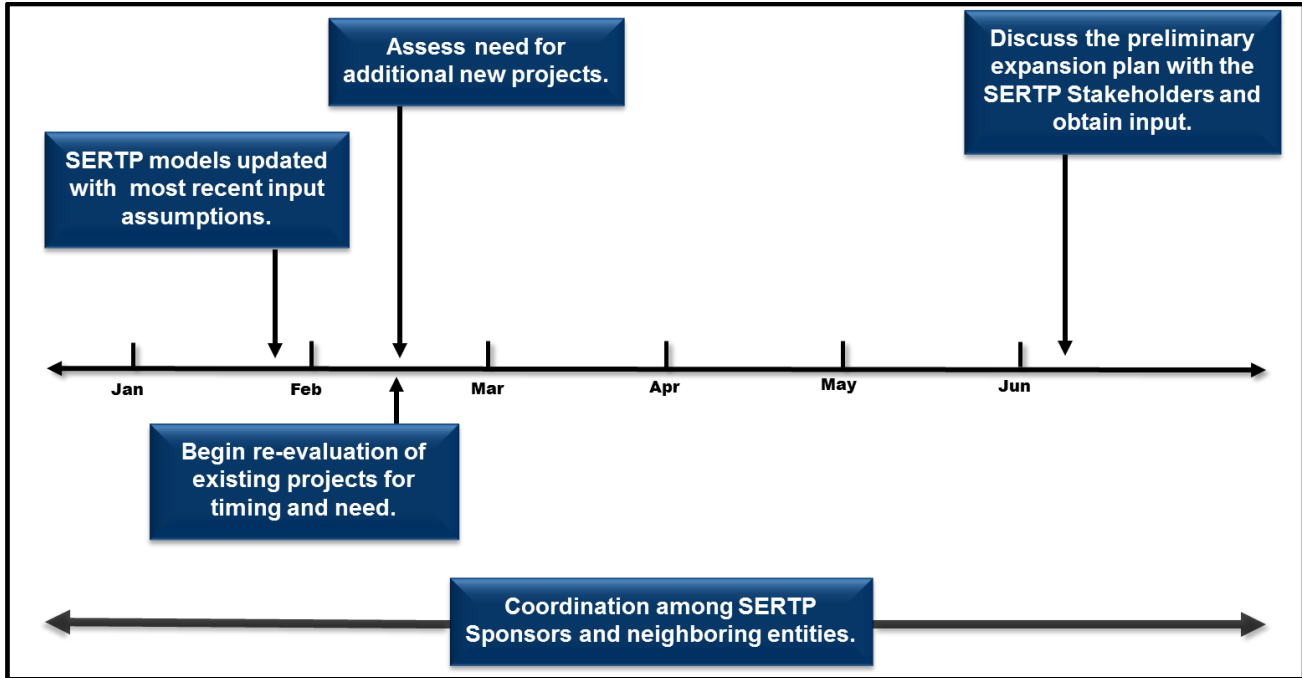 Assess need for
additional new projects.
Discuss the preliminary
expansion plan with the
SERTP Stakeholders and
obtain input.
SERTP models updated
with most recent input
assumptions.
Jan
Feb
Mar
Apr
May
Jun
Begin re-evaluation of
existing projects for
timing and need.
Coordination among SERTP
Sponsors and neighboring entities.